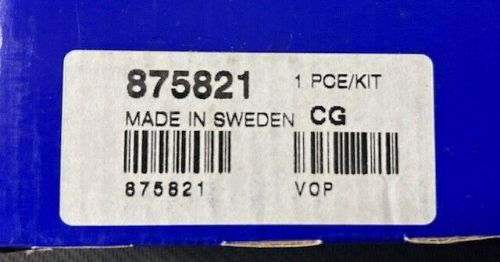 875821 1 PCE/KIT
MADE IN SWEDEN CG
875821 VOP